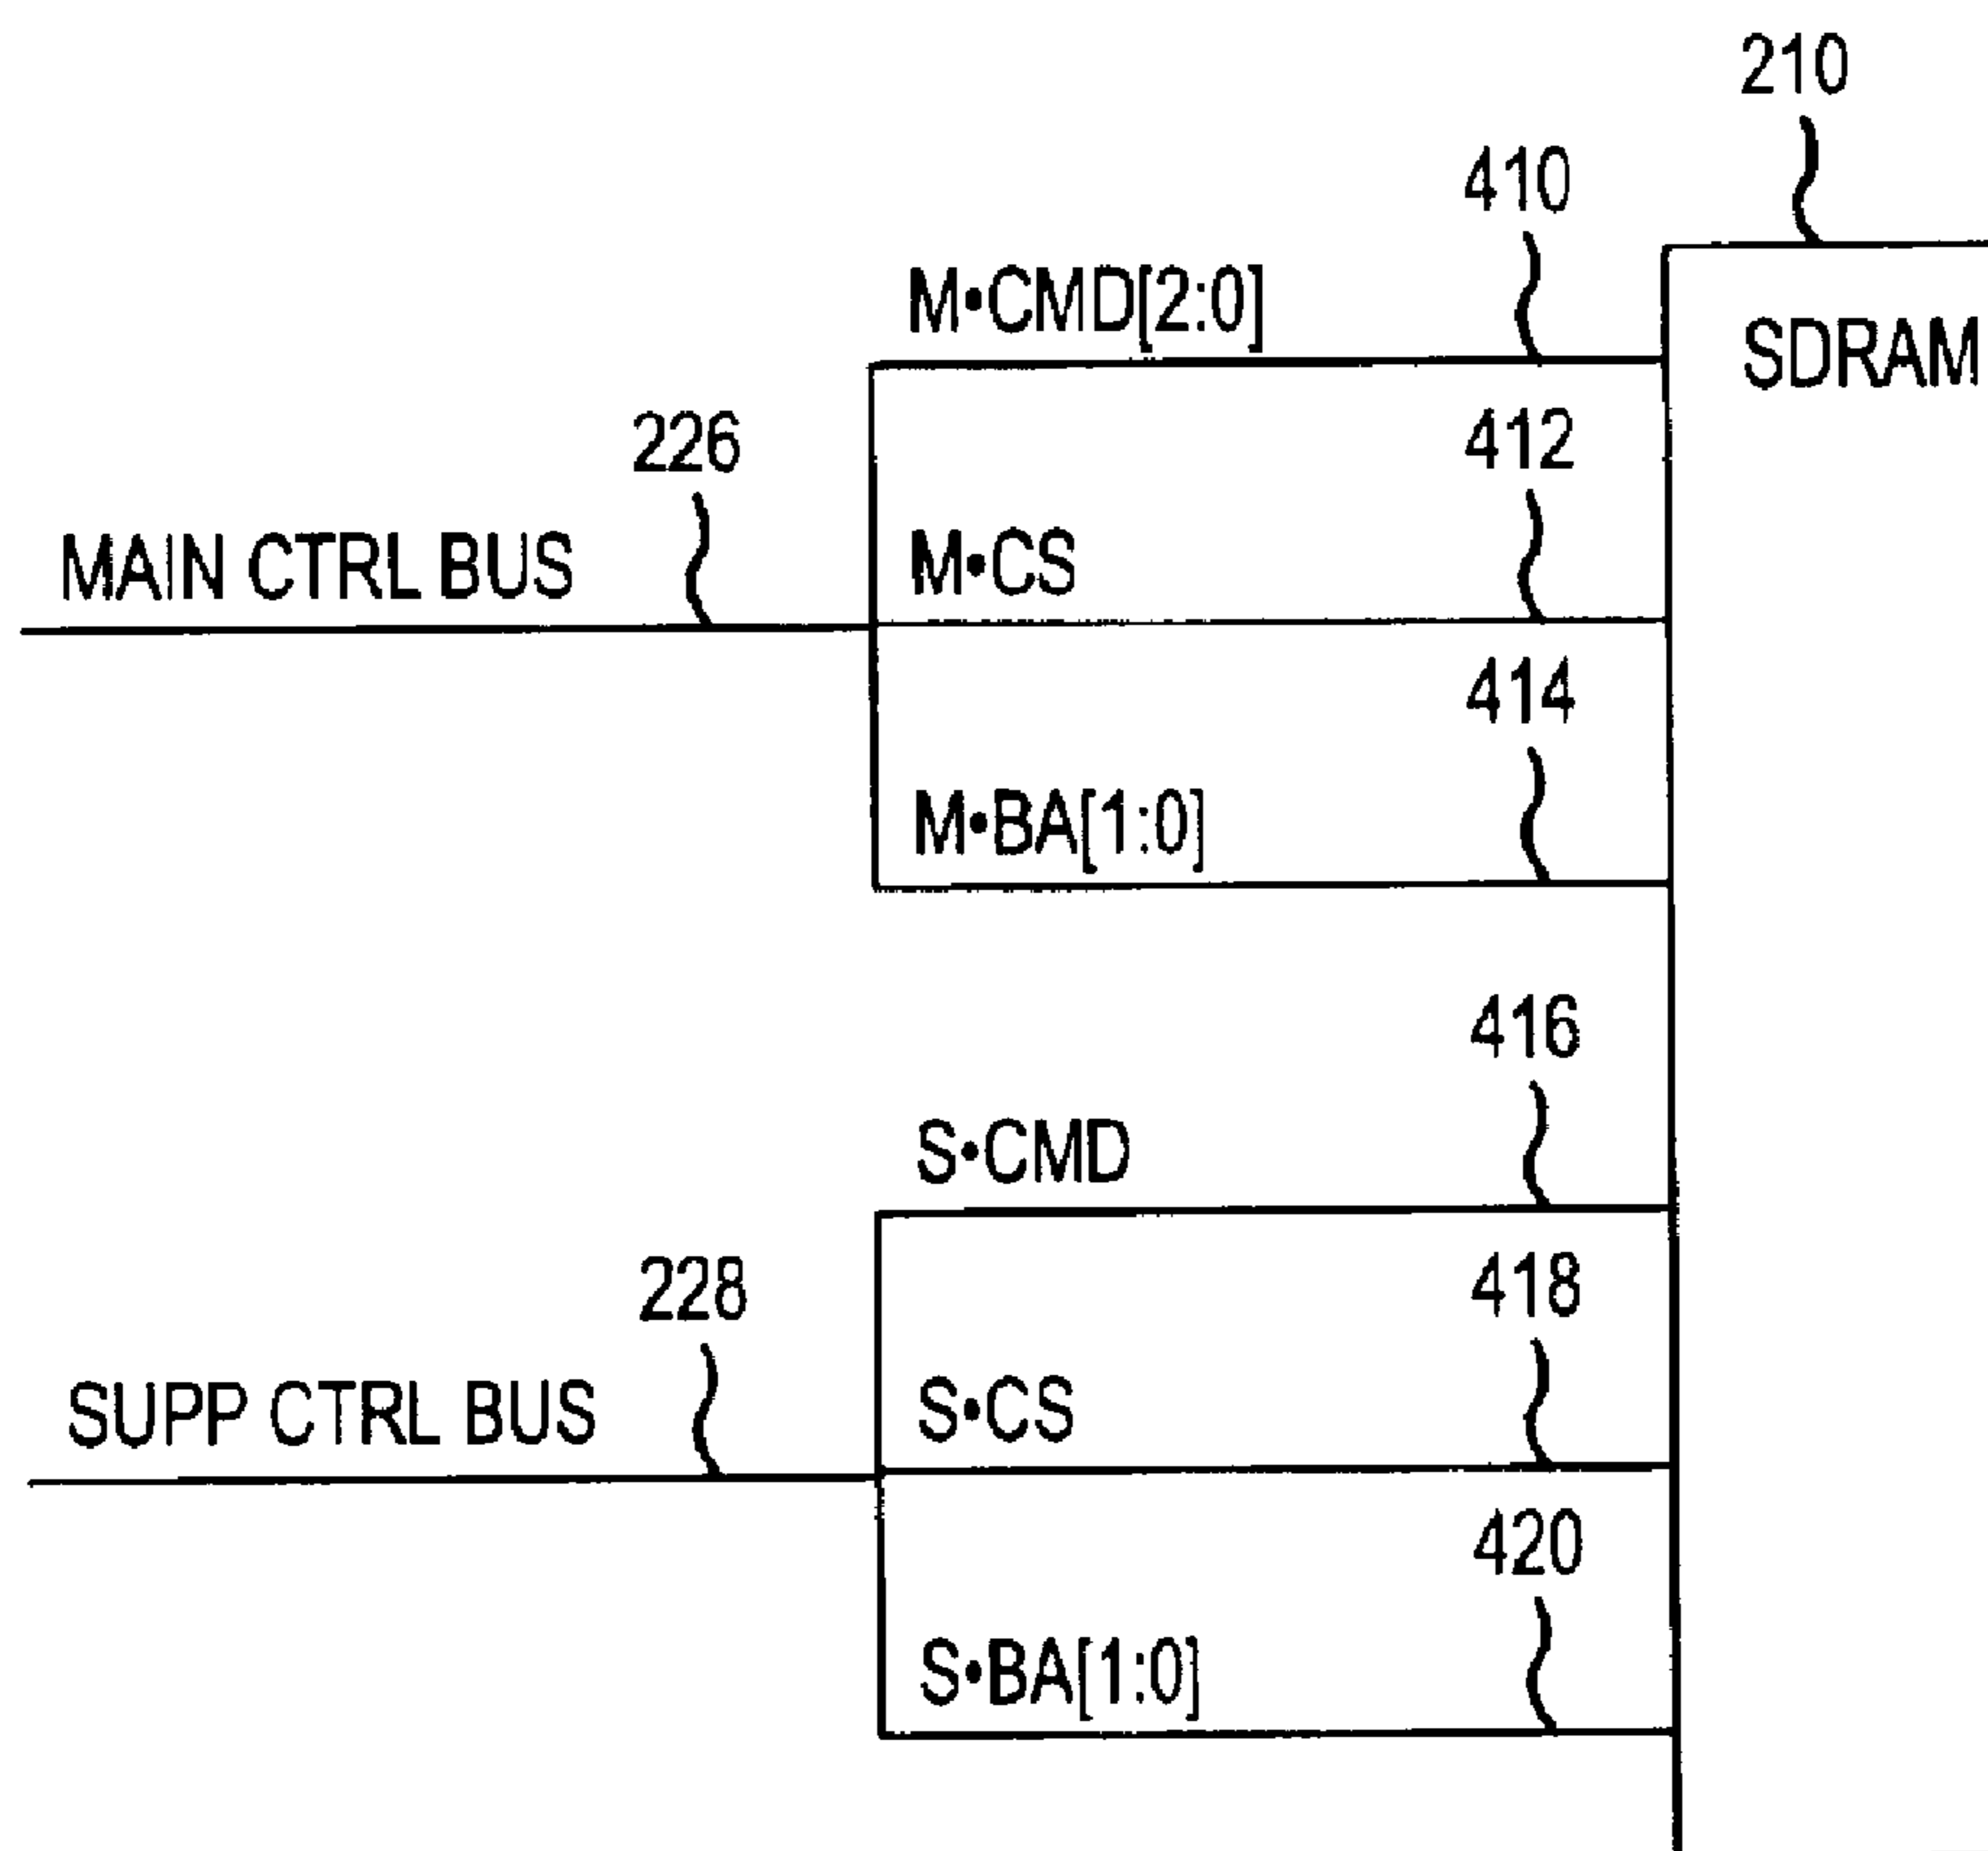 210
410
M•CMD[2:0]
SDRAM
226
412
MAIN CTRL BUS
M•CS
414
M•BA[1:0]
416
S•CMD
228
418
SUPP CTRL BUS
S•CS
420
S•BA[1:0]